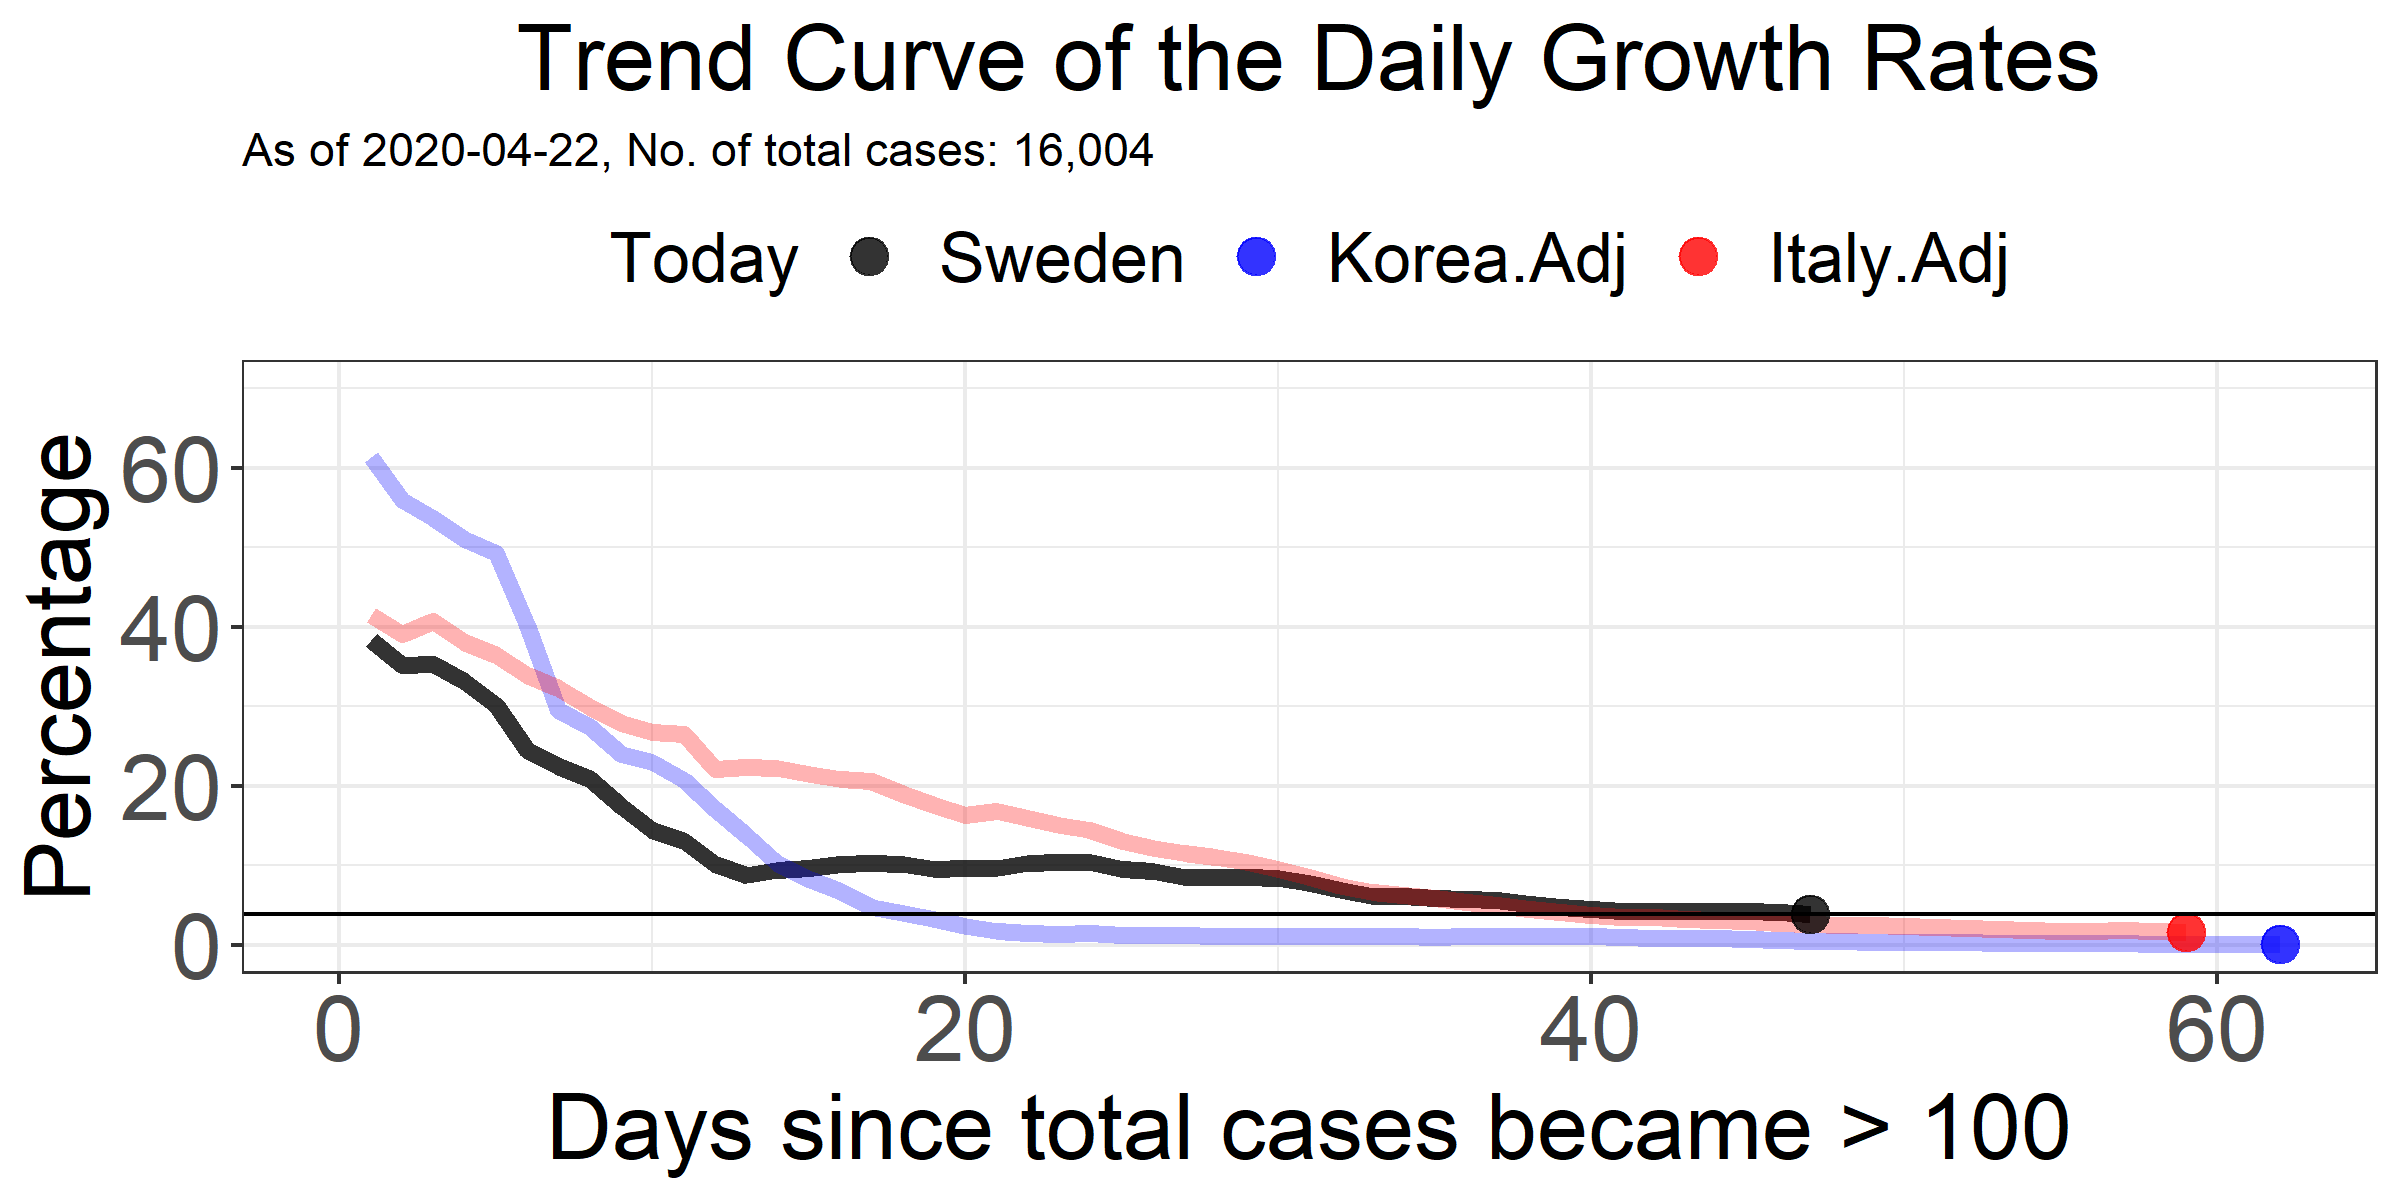 Trend Curve of the Daily Growth Rates
As of 2020-04-22, No. of total cases: 16,004
Today Sweden Korea.Adj Italy.Adj
Percentage
60
40
20
0
0 20 40 60
Days since total cases became > 100